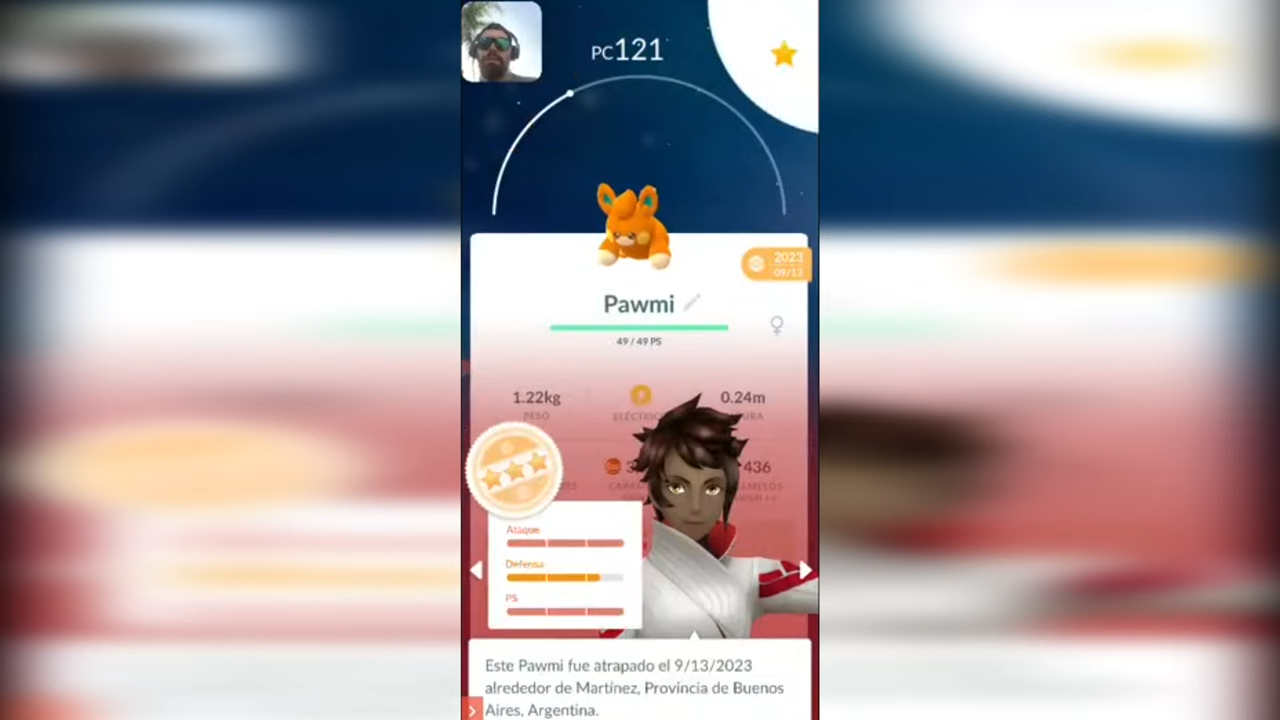 PC121
2023
09/13
Pawmi
49 / 49 PS
1.22kg
0.24m
PESO
436
Ataque
Defensa
PS
Este Pawmi fue atrapado el 9/13/2023
alrededor de Martínez, Provincia de Buenos
Aires, Argentina.